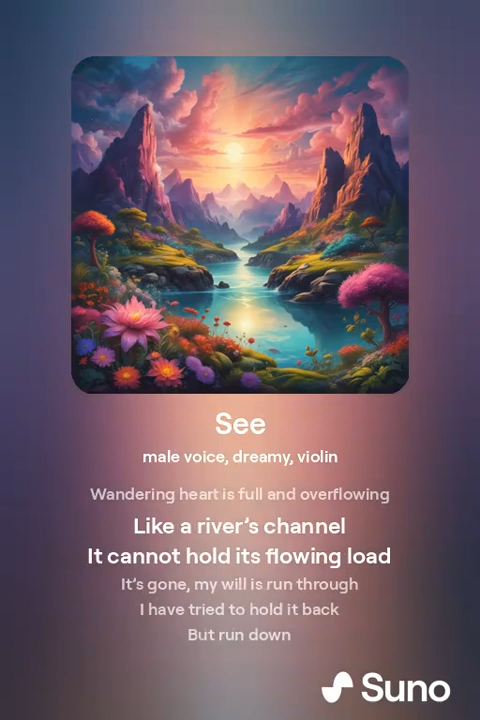 See
male voice, dreamy, violin
Wandering heart is full and overflowing
Like a river's channel
It cannot hold its flowing load
It's gone, my will is run through
I have tried to hold it back
But run down
Suno